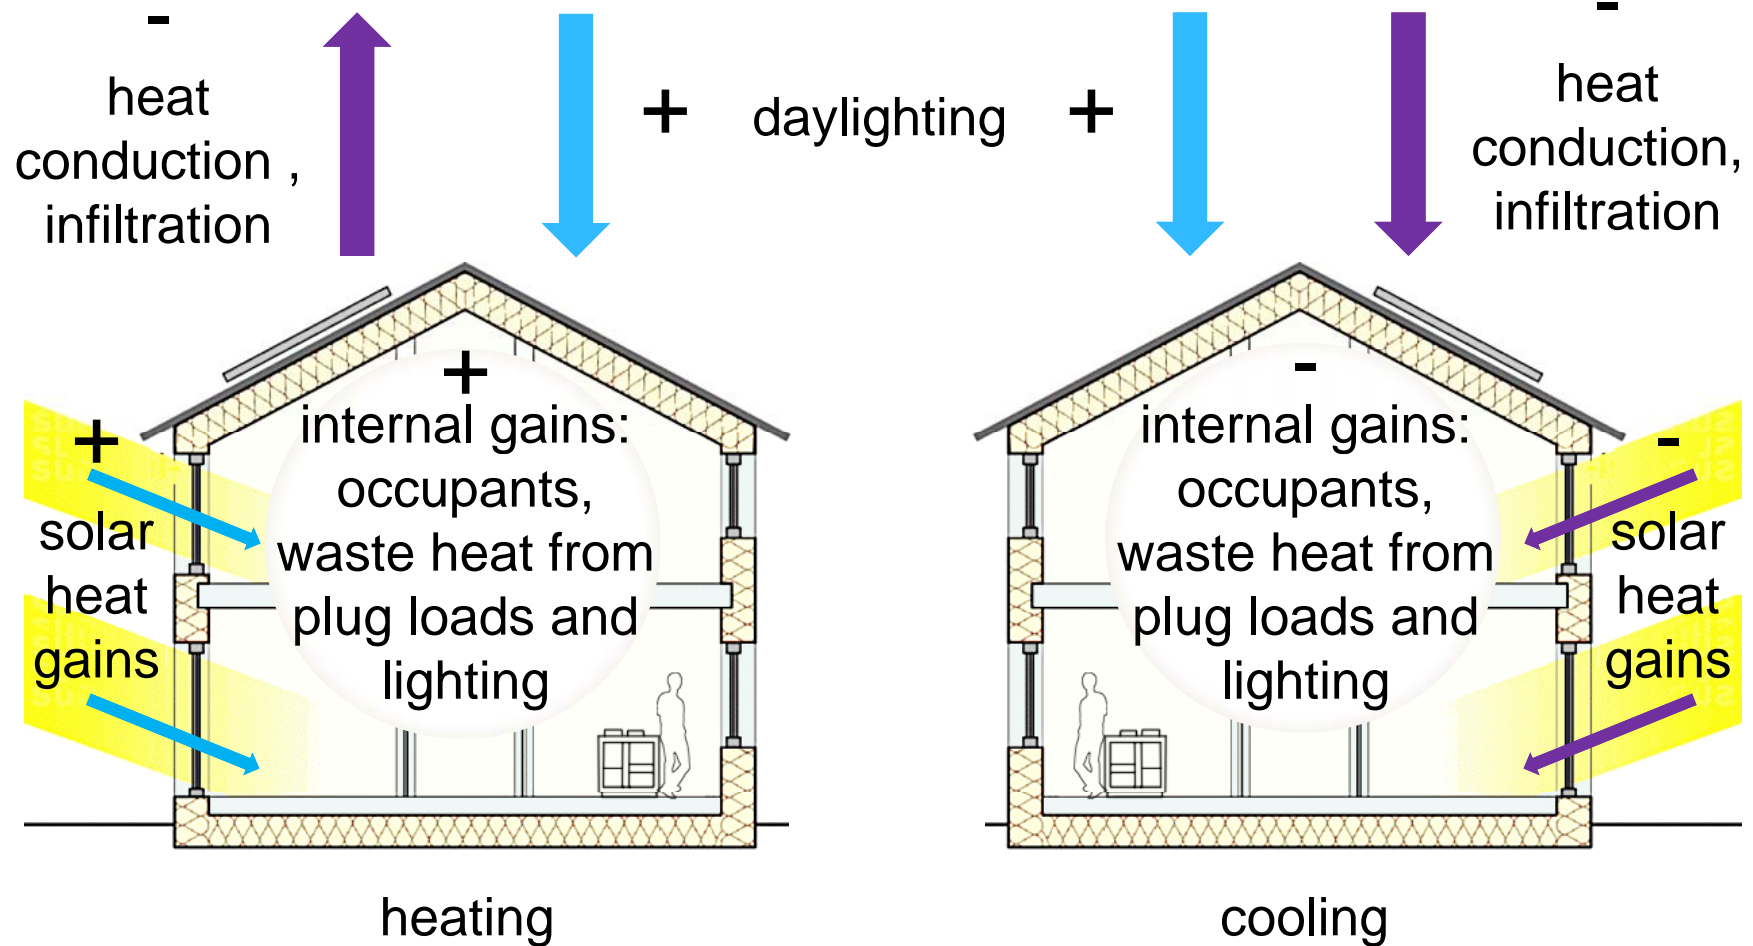 -
heat
conduction ,
infiltration
+ daylighting +
-
heat
conduction,
infiltration
+
solar
heat
gains
+
internal gains:
occupants,
waste heat from
plug loads and
lighting
-
internal gains:
occupants,
waste heat from
plug loads and
lighting
-
solar
heat
gains
heating
cooling